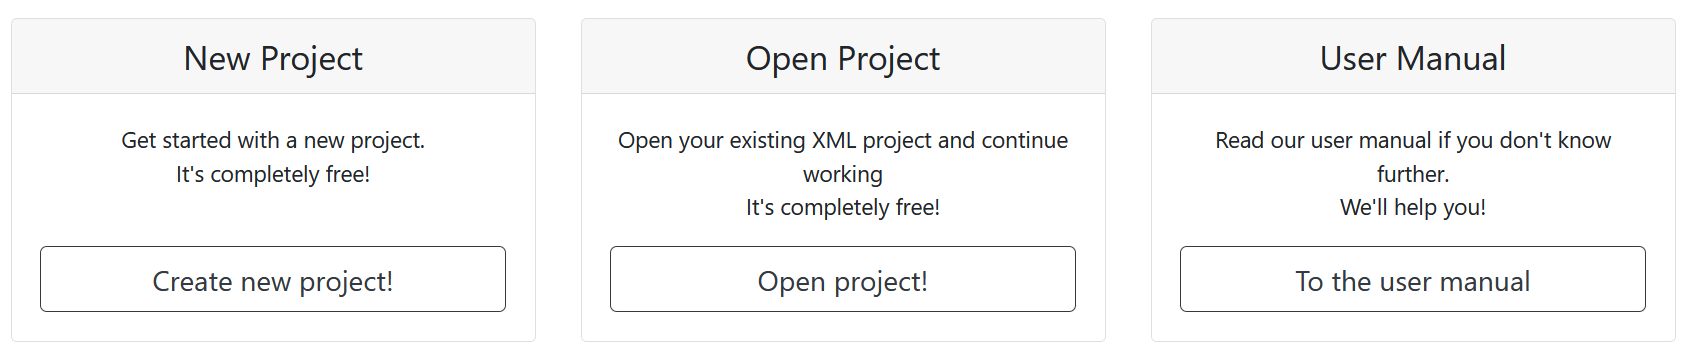 New Project
Get started with a new project.
It's completely free!
Create new project!
Open Project
Open your existing XML project and continue
working
It's completely free!
Open project!
User Manual
Read our user manual if you don't know
further.
We'll help you!
To the user manual